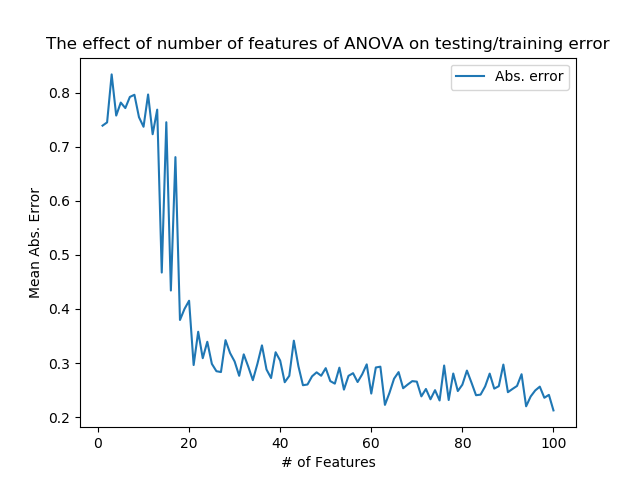 The effect of number of features of ANOVA on testing/training error
Abs. error
0.8
0.7
0.6
0.5
0.4
0.3
0.2
Mean Abs. Error
0 20 40 60 80 100
# of Features